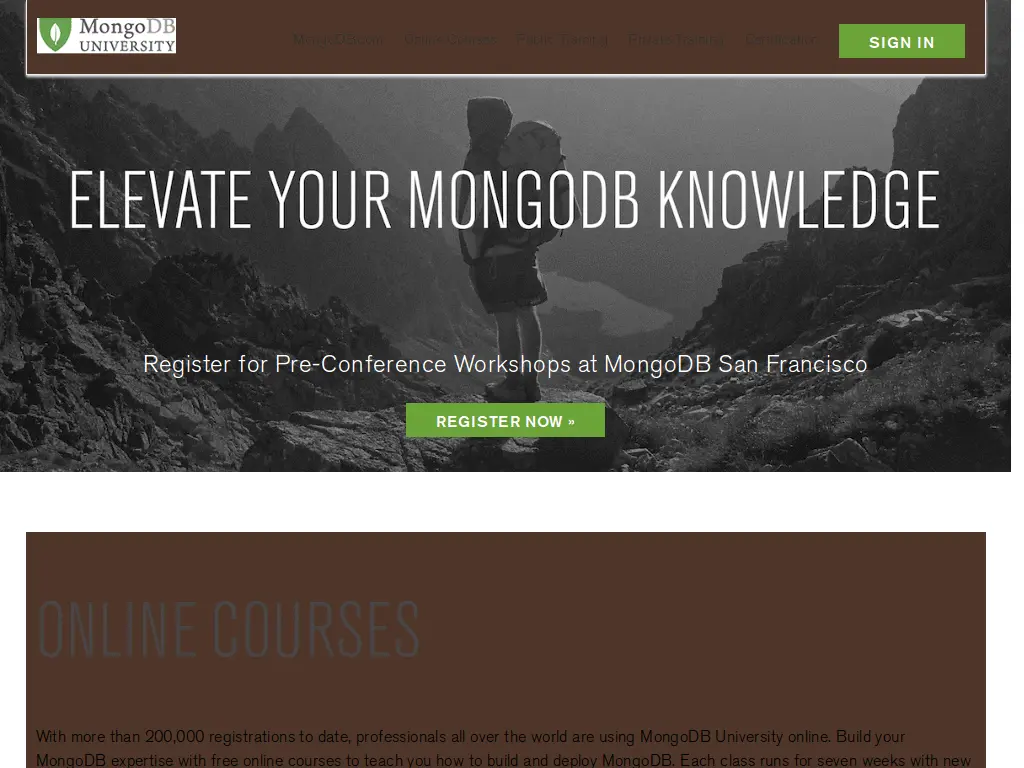 MongoDB
UNIVERSITY
MongoDB.com Online Courses Public Training Private Training Certification
SIGN IN
ELEVATE YOUR MONGODB KNOWLEDGE
Register for Pre-Conference Workshops at MongoDB San Francisco
REGISTER NOW »
ONLINE COURSES
With more than 200,000 registrations to date, professionals all over the world are using MongoDB University online. Build your
MongoDB expertise with free online courses to teach you how to build and deploy MongoDB. Each class runs for seven weeks with new